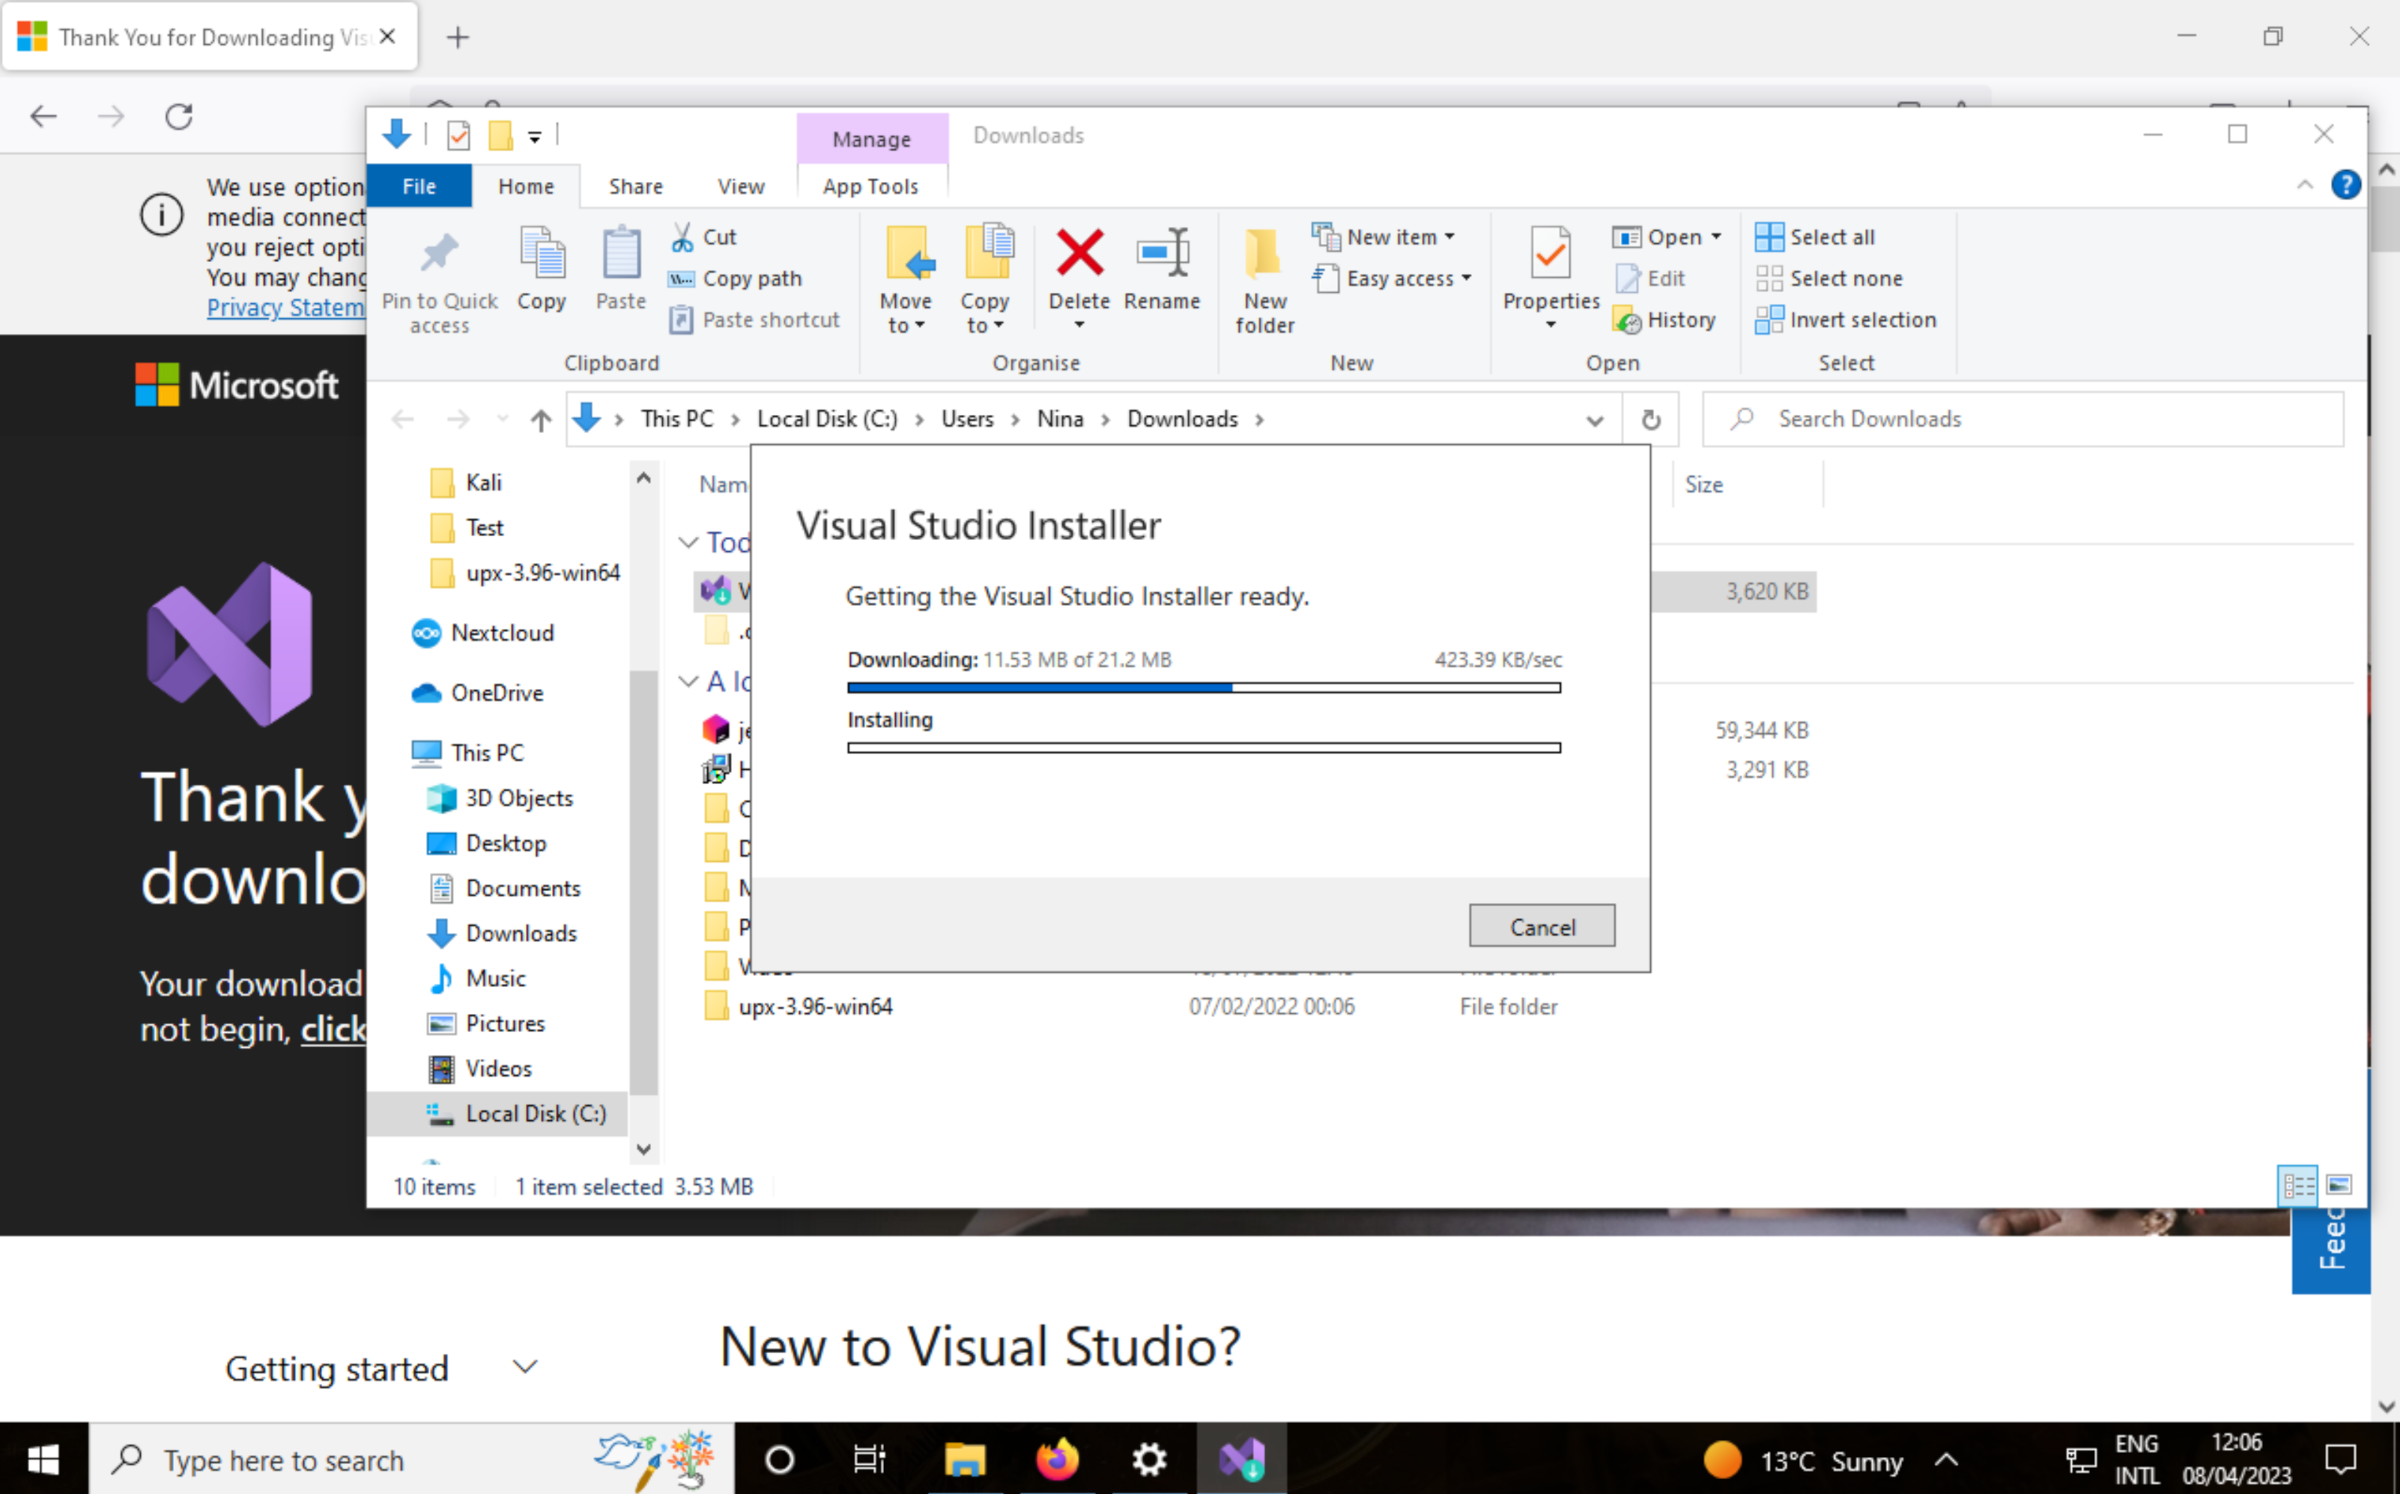 Thank You for Downloading Vis
Manage
Downloads
File
Home
Share
View
App Tools
We use option
media connect
you reject opti
You may chang
Privacy Statem
Pin to Quick
access
Copy
Paste
Cut
Copy path
Paste shortcut
Clipboard
Move
to
Copy
to
Delete
Rename
Organise
New
folder
New item
Easy access
New
Properties
Open
Edit
History
Open
Select all
Select none
Invert selection
Select
Microsoft
This PC
Local Disk (C:)
Users
Nina
Downloads
Search Downloads
Kali
Test
upx-3.96-win64
Nextcloud
OneDrive
This PC
3D Objects
Desktop
Documents
Downloads
Music
Pictures
Videos
Local Disk (C:)
Nam
Size
Tod
3,620 KB
A lo
59,344 KB
3,291 KB
upx-3.96-win64
07/02/2022 00:06
File folder
Visual Studio Installer
Getting the Visual Studio Installer ready.
Downloading: 11.53 MB of 21.2 MB
423.39 KB/sec
Installing
Cancel
10 items
1 item selected 3.53 MB
Thank y
downlo
Your download
not begin, click
Feec
New to Visual Studio?
Getting started
Type here to search
13°C Sunny
ENG
INTL
12:06
08/04/2023